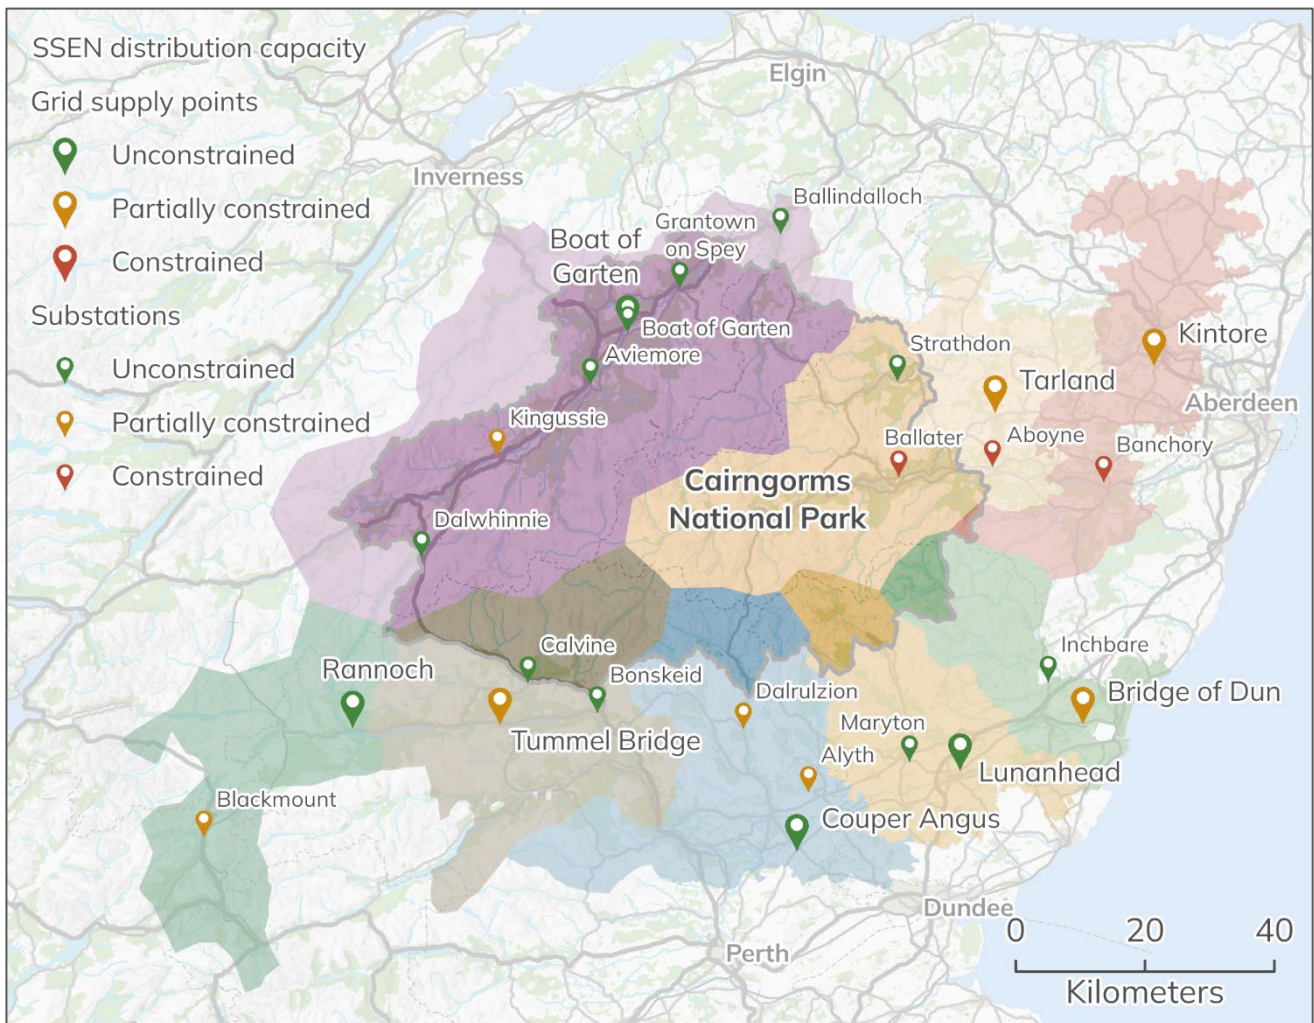 SSEN distribution capacity
Grid supply points
Unconstrained
Partially constrained
Constrained
Substations
Unconstrained
Partially constrained
Constrained
Elgin
Inverness
Ballindalloch
Grantown
on Spey
Boat of
Garten
Boat of Garten
Aviemore
Strathdon
Kintore
Tarland
Aberdeen
Kingussie
Ballater
Aboyne
Banchory
Cairngorms
National Park
Dalwhinnie
Calvine
Inchbare
Rannoch
Bonskeid
Dalrulzion
Bridge of Dun
Maryton
Tummel Bridge
Alyth
Lunanhead
Blackmount
Couper Angus
Dundee
Perth
0 20 40
Kilometers